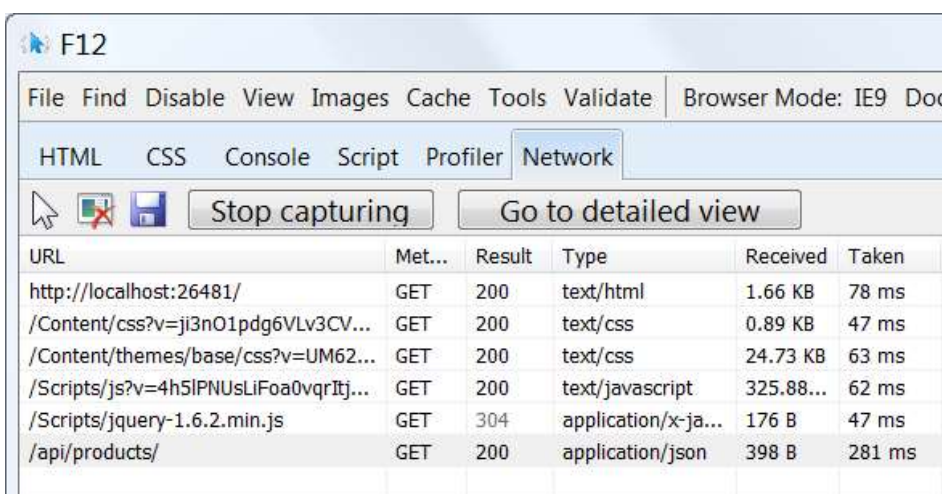 F12
File Find Disable View Images Cache Tools Validate Browser Mode: IE9 Doc
HTML CSS Console Script Profiler Network
Stop capturing Go to detailed view
URL Met... Result Type Received Taken
http://localhost:26481/ GET 200 text/html 1.66 KB 78 ms
/Content/css?v=ji3nO1pdg6VLv3CV... GET 200 text/css 0.89 KB 47 ms
/Content/themes/base/css?v=UM62... GET 200 text/css 24.73 KB 63 ms
/Scripts/js?v=4h5lPNUsLiFoa0vqrItj... GET 200 text/javascript 325.88... 62 ms
/Scripts/jquery-1.6.2.min.js GET 304 application/x-ja... 176 B 47 ms
/api/products/ GET 200 application/json 398 B 281 ms